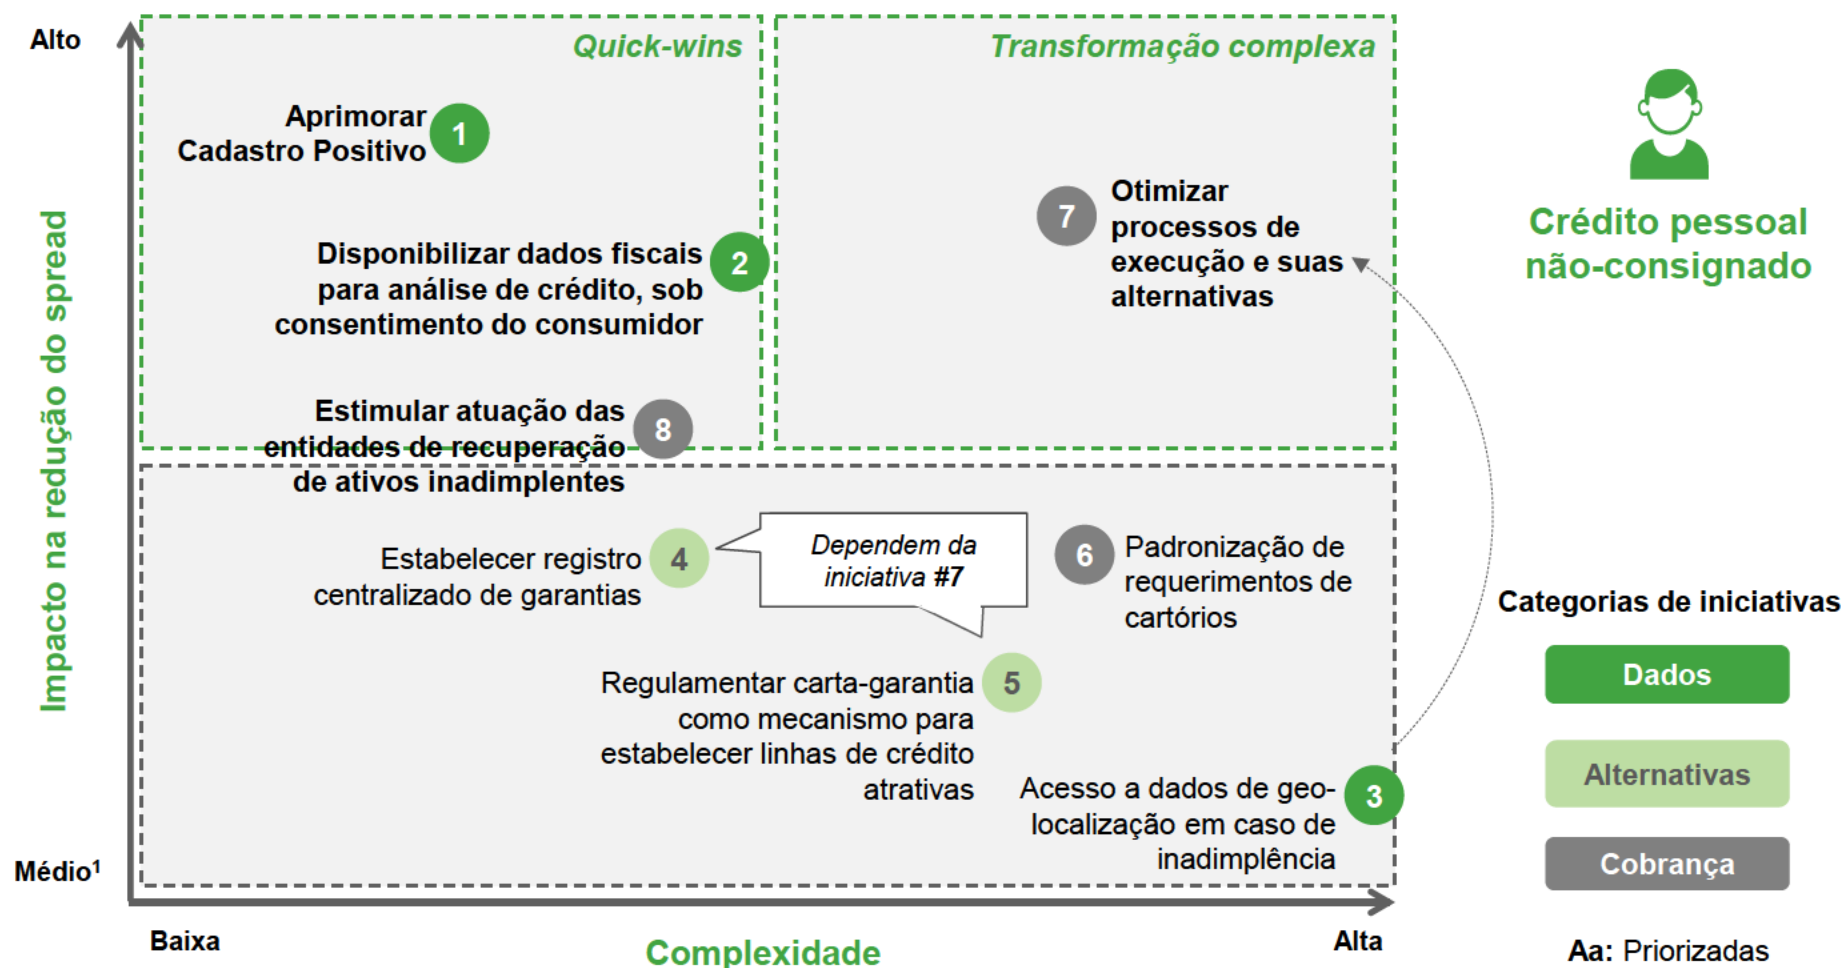 Alto
Quick-wins
Transformação complexa
Aprimorar
Cadastro Positivo
1
Disponibilizar dados fiscais
para análise de crédito, sob
consentimento do consumidor
2
7
Otimizar
processos de
execução e suas
alternativas
Estimular atuação das
entidades de recuperação
de ativos inadimplentes
8
Estabelecer registro
centralizado de garantias
4
Dependem da
iniciativa #7
6
Padronização de
requerimentos de
cartórios
Regulamentar carta-garantia
como mecanismo para
estabelecer linhas de crédito
atrativas
5
Acesso a dados de geo-
localização em caso de
inadimplência
3
Impacto na redução do spread
Médio¹
Baixa
Complexidade
Alta
Crédito pessoal
não-consignado
Categorias de iniciativas
Dados
Alternativas
Cobrança
Aa: Priorizadas